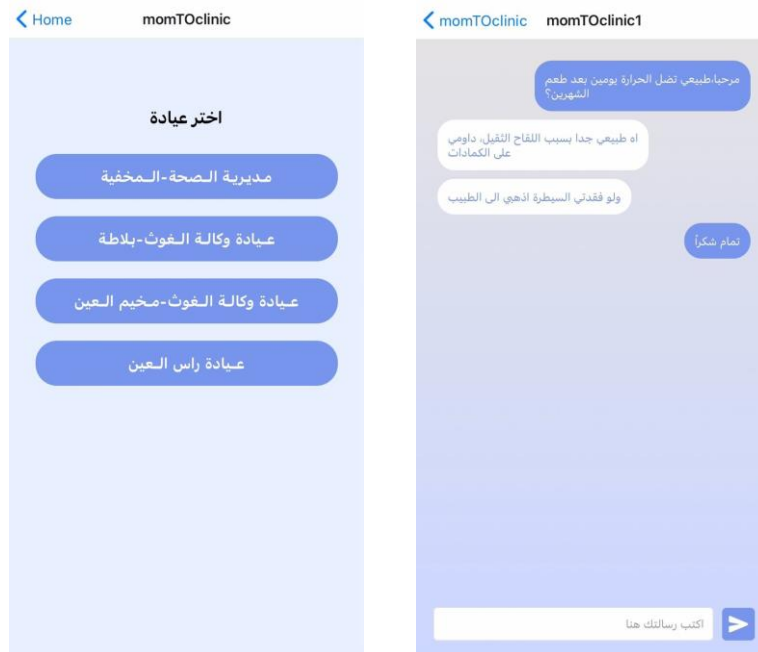 Home
momTOclinic
اختر عيادة
مديرية الصحة-المخفية
عيادة وكالة الغوث-بلاطة
عيادة وكالة الغوث-مخيم العين
عيادة راس العين
momTOclinic
momTOclinic1
مرحبا،طبيعي تضل الحرارة يومين بعد طعم
الشهرين؟
اه طبيعي جدا بسبب اللقاح الثقيل، داومي
على الكمادات
ولو فقدتي السيطرة اذهبي الى الطبيب
تمام شكراً
اكتب رسالتك هنا